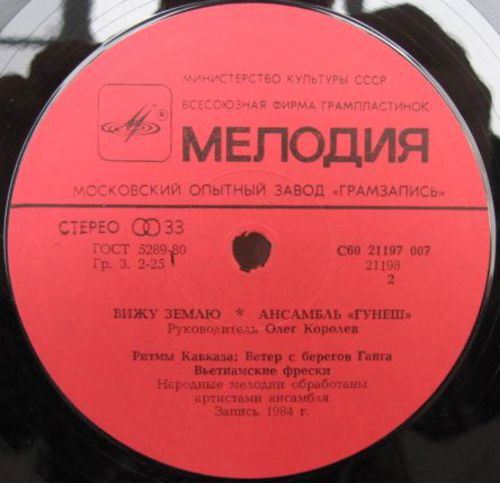 МИНИСТЕРСТВО КУЛЬТУРЫ СССР
ВСЕСОЮЗНАЯ ФИРМА ГРАМПЛАСТИНОК
®
МЕЛОДИЯ
МОСКОВСКИЙ ОПЫТНЫЙ ЗАВОД «ГРАМЗАПИСЬ»
СТЕРЕО 33
ГОСТ 5289-80
Гр. 3. 2-25
С60 21197 007
21198
2
ВИЖУ ЗЕМЛЮ * АНСАМБЛЬ «ГУНЕШ»
Руководитель Олег Королев
Ритмы Кавказа; Ветер с берегов Ганга
Вьетнамские фрески
Народные мелодии обработаны
артистами ансамбля
Запись 1984 г.